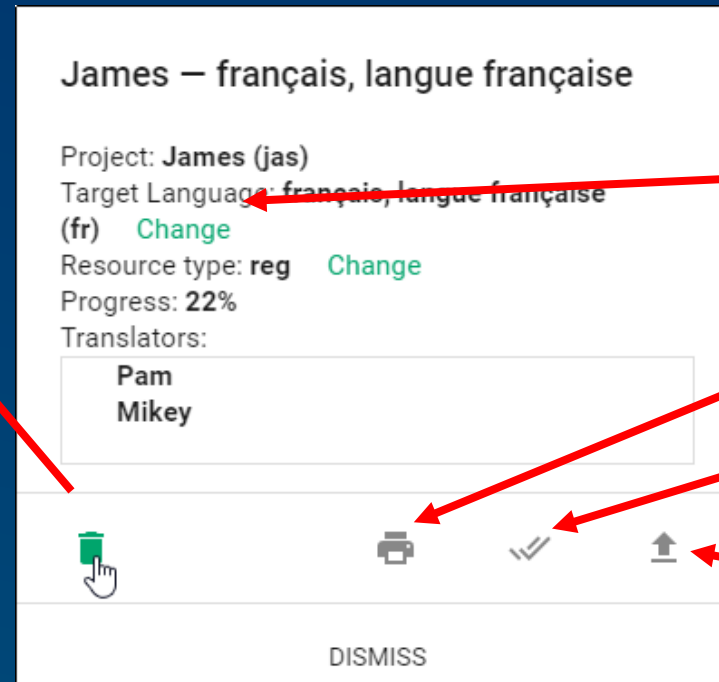 James – français, langue française
Project: James (jas)
Target Language: français, langue française
(fr) Change
Resource type: reg Change
Progress: 22%
Translators:
Pam
Mikey
DISMISS